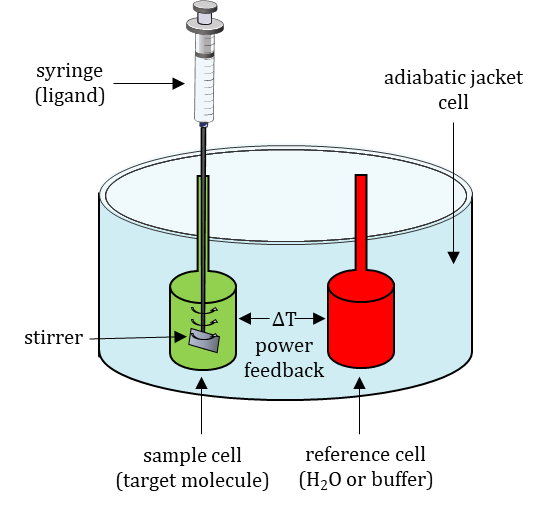 syringe
(ligand)
adiabatic jacket
cell
stirrer
ΔT
power
feedback
sample cell
(target molecule)
reference cell
(H₂O or buffer)